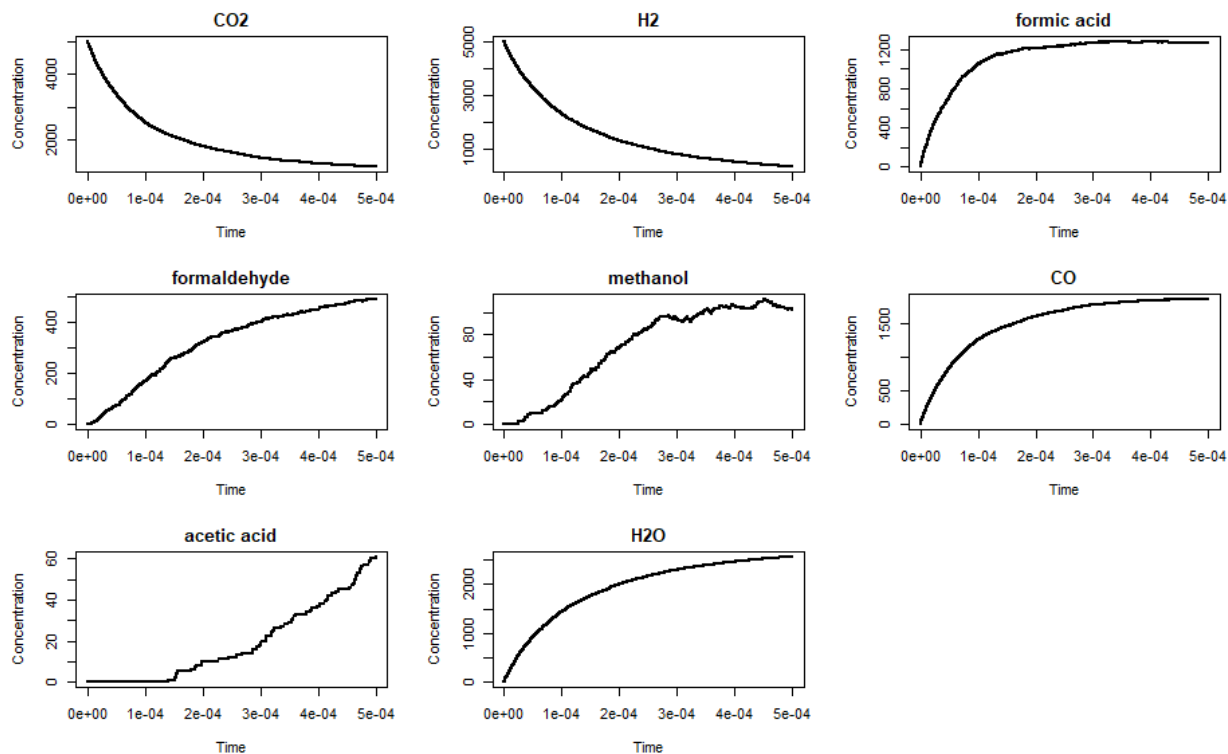 CO2
Concentration
4000
2000
0e+00 1e-04 2e-04 3e-04 4e-04 5e-04
Time
H2
Concentration
5000
3000
1000
0e+00 1e-04 2e-04 3e-04 4e-04 5e-04
Time
formic acid
Concentration
1200
800
400
0
0e+00 1e-04 2e-04 3e-04 4e-04 5e-04
Time
formaldehyde
Concentration
400
200
0
0e+00 1e-04 2e-04 3e-04 4e-04 5e-04
Time
methanol
Concentration
80
40
0
0e+00 1e-04 2e-04 3e-04 4e-04 5e-04
Time
CO
Concentration
1500
500
0
0e+00 1e-04 2e-04 3e-04 4e-04 5e-04
Time
acetic acid
Concentration
60
40
20
0
0e+00 1e-04 2e-04 3e-04 4e-04 5e-04
Time
H2O
Concentration
2000
1000
0
0e+00 1e-04 2e-04 3e-04 4e-04 5e-04
Time